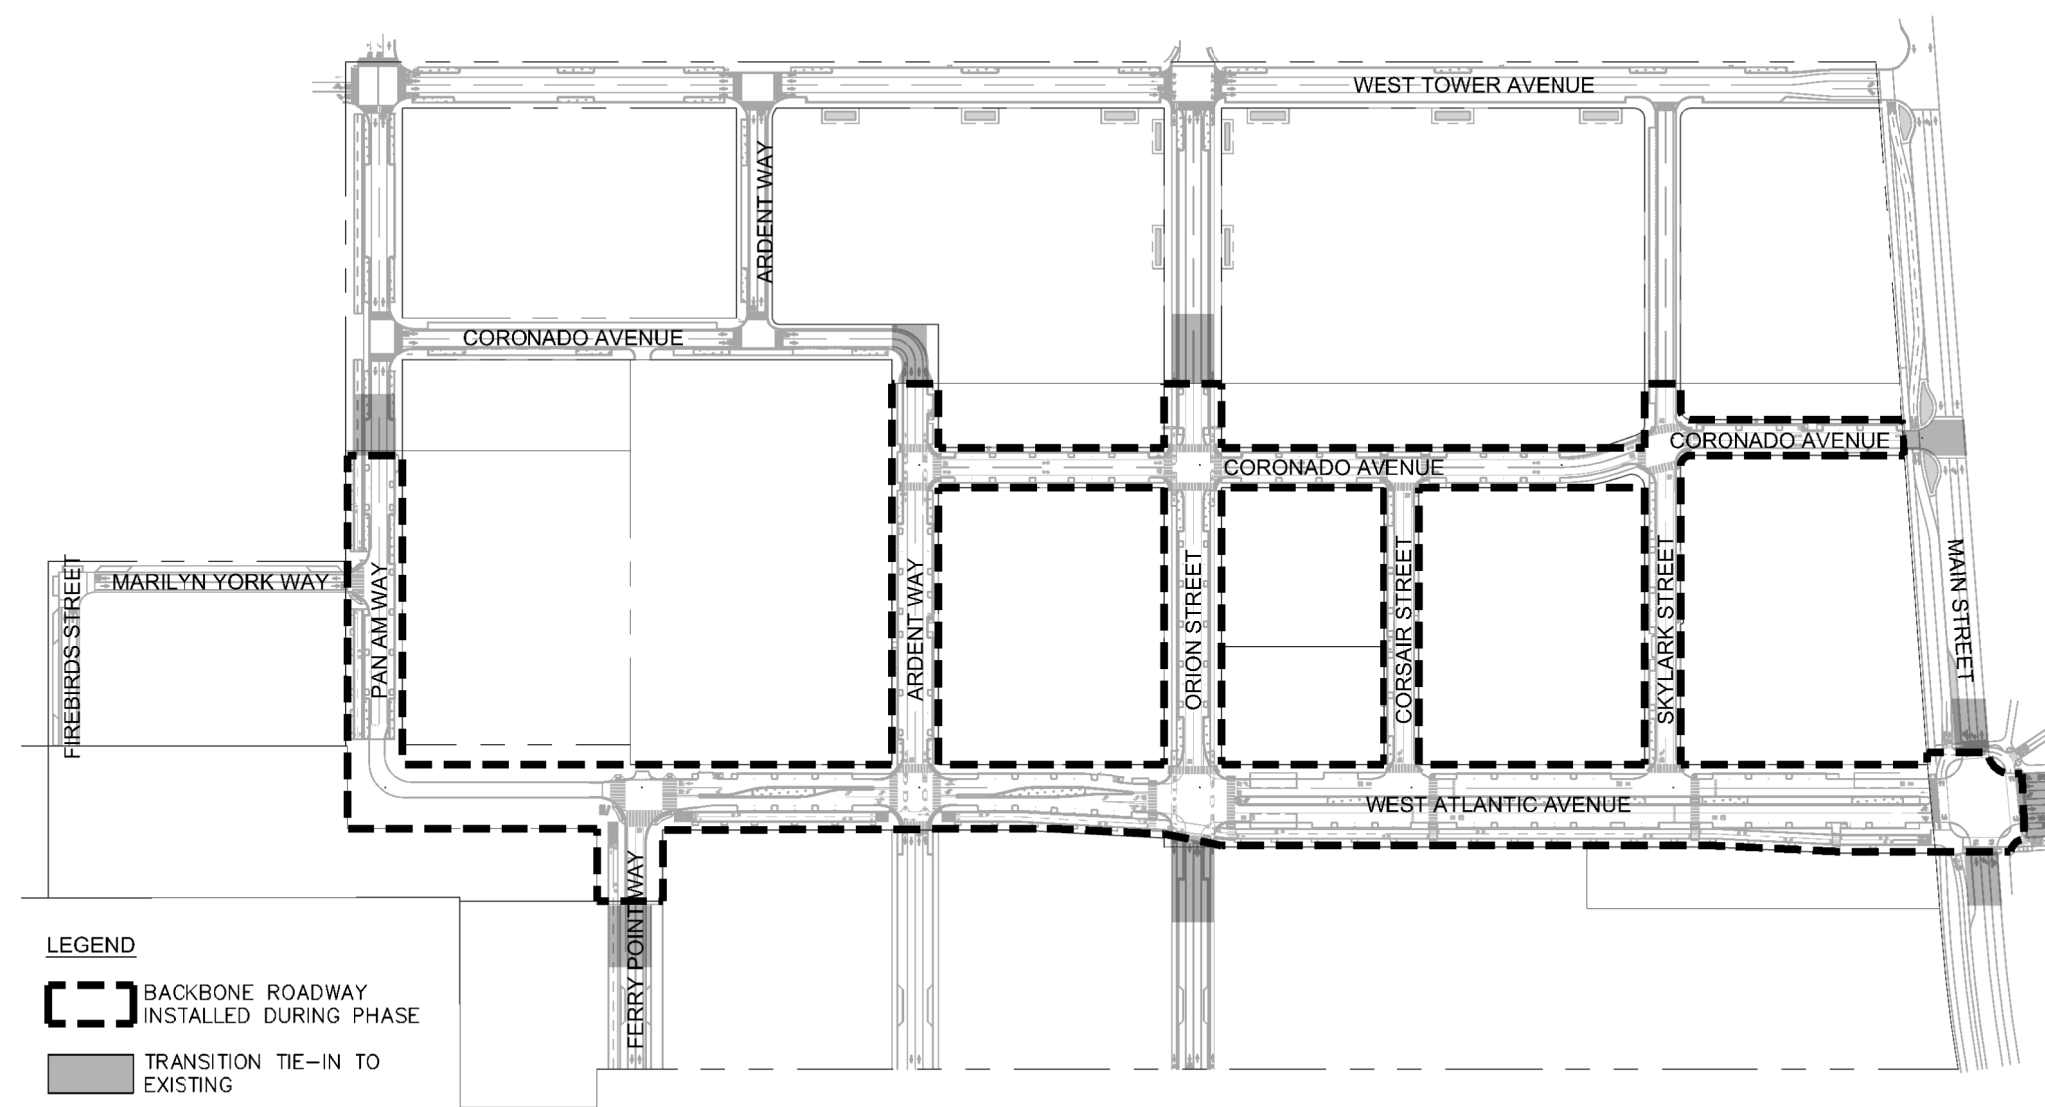 WEST TOWER AVENUE
ARDENT WAY
CORONADO AVENUE
CORONADO AVENUE
CORONADO AVENUE
FIREBIRDS STREET
MARILYN YORK WAY
PAN AM WAY
ARDENT WAY
ORION STREET
CORSAIR STREET
SKYLARK STREET
MAIN STREET
WEST ATLANTIC AVENUE
FERRY POINT WAY
LEGEND
BACKBONE ROADWAY
INSTALLED DURING PHASE
TRANSITION TIE-IN TO
EXISTING